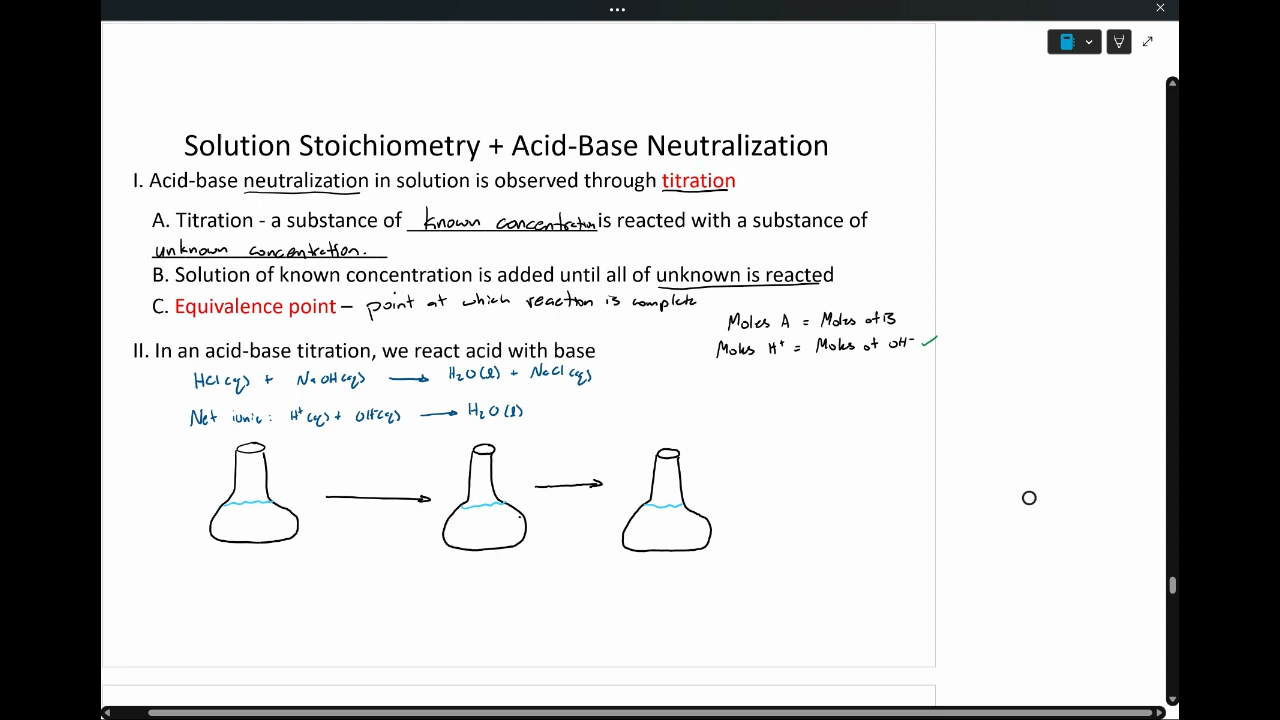 Solution Stoichiometry + Acid-Base Neutralization
I. Acid-base neutralization in solution is observed through titration
A. Titration - a substance of known concentration is reacted with a substance of
unknown concentration.
B. Solution of known concentration is added until all of unknown is reacted
C. Equivalence point – point at which reaction is complete
Moles A = Moles of B
Moles H⁺ = Moles of OH⁻ ✓
II. In an acid-base titration, we react acid with base
HCl(aq) + NaOH(aq) → H₂O(l) + NaCl(aq)
Net ionic: H⁺(aq) + OH⁻(aq) → H₂O(l)